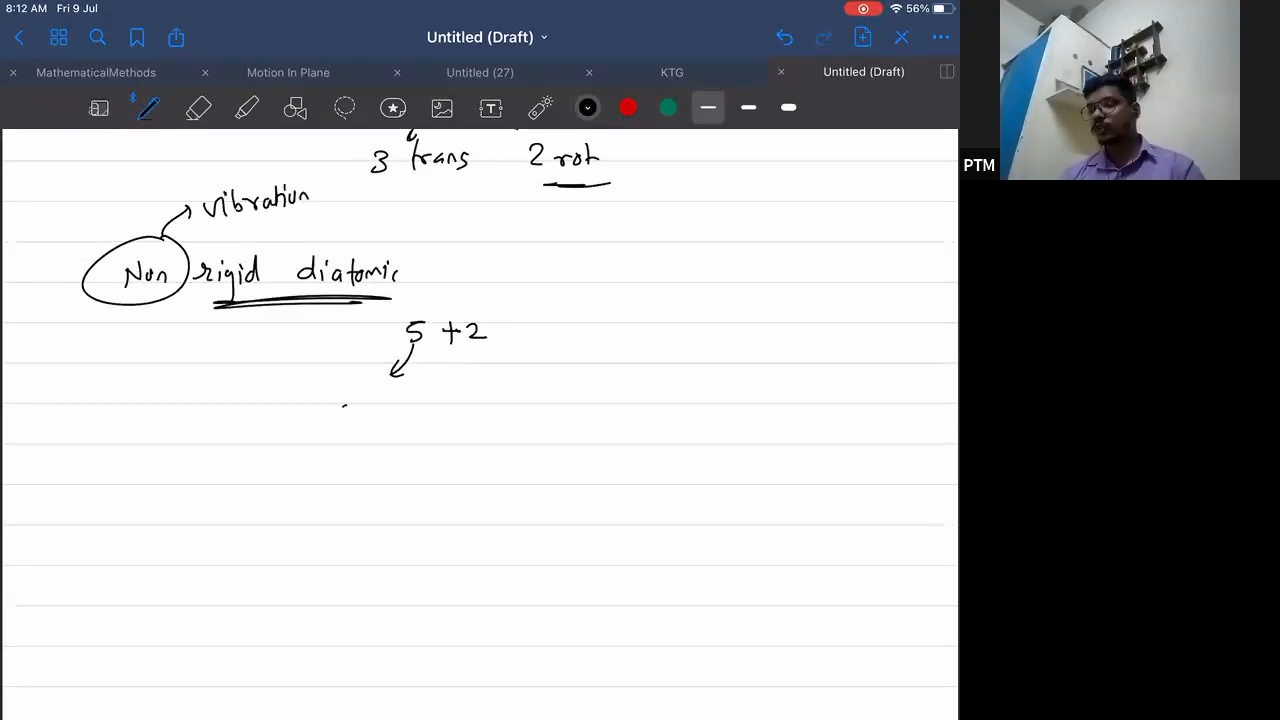 8:12 AM Fri 9 Jul
56%
Untitled (Draft)
MathematicalMethods
Motion In Plane
Untitled (27)
KTG
Untitled (Draft)
T
3 trans 2 rot
PTM
vibration
Non rigid diatomic
5 +2